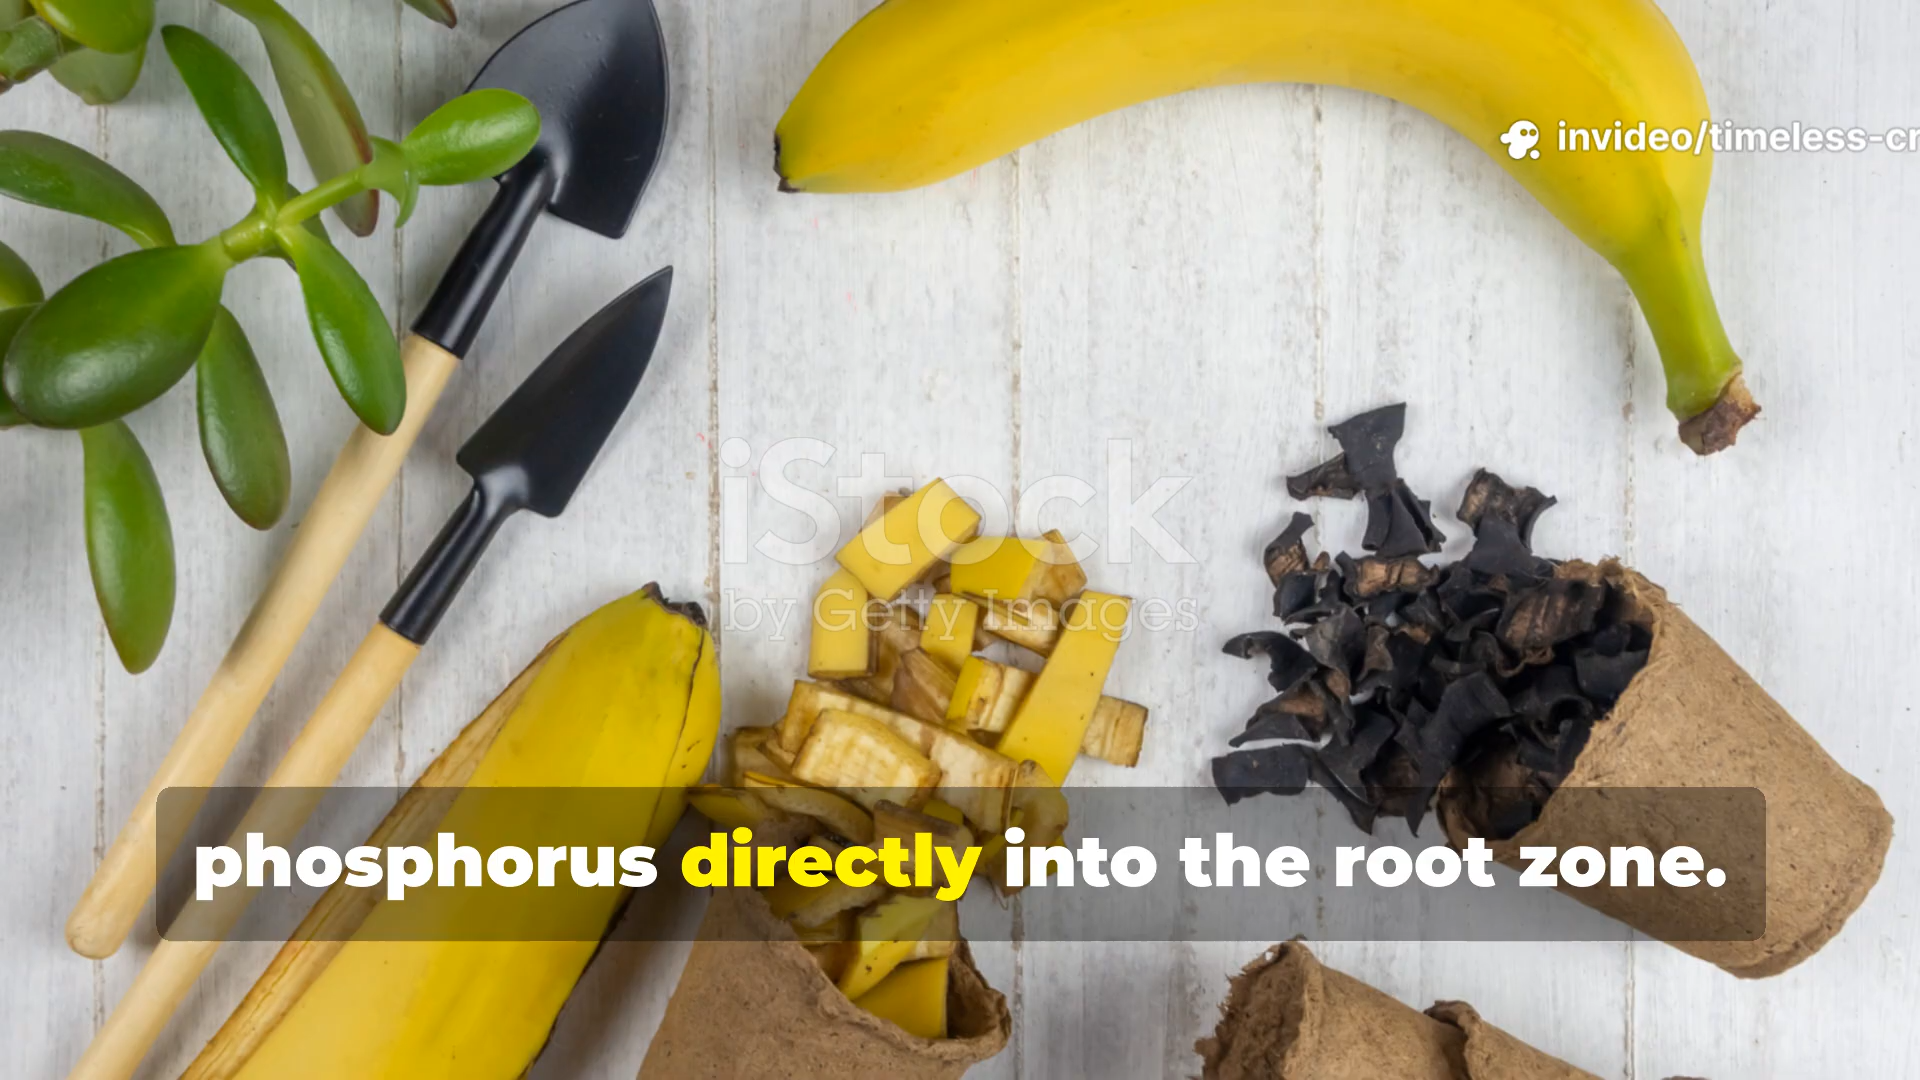 invideo/timeless-cr
iStock
by Getty Images
phosphorus directly into the root zone.